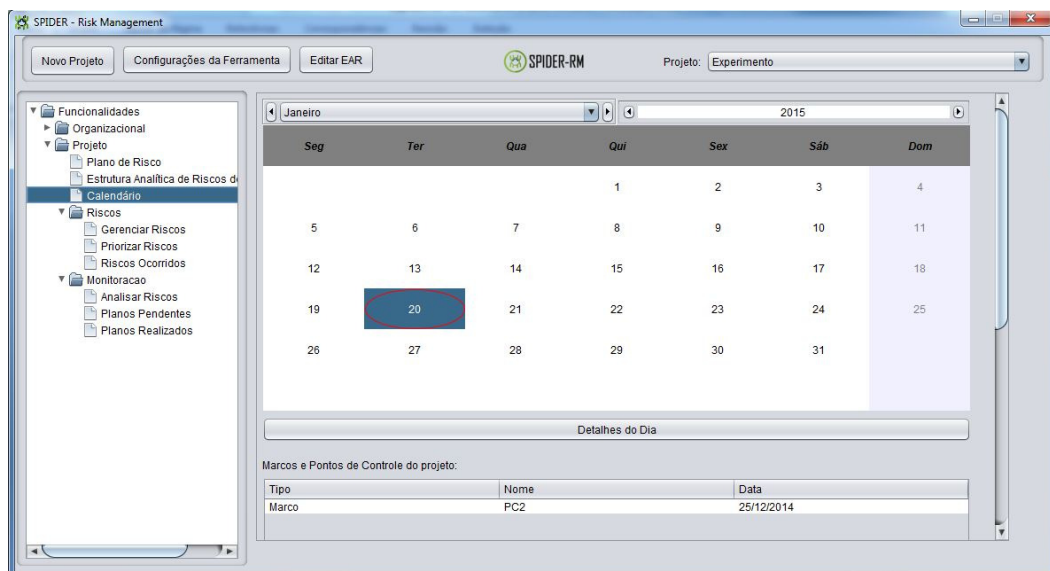 SPIDER - Risk Management
Novo Projeto
Configurações da Ferramenta
Editar EAR
SPIDER-RM
Projeto: Experimento
Funcionalidades
Organizacional
Projeto
Plano de Risco
Estrutura Analítica de Riscos d
Calendário
Riscos
Gerenciar Riscos
Priorizar Riscos
Riscos Ocorridos
Monitoracao
Analisar Riscos
Planos Pendentes
Planos Realizados
Janeiro 2015
Seg Ter Qua Qui Sex Sáb Dom
1 2 3 4
5 6 7 8 9 10 11
12 13 14 15 16 17 18
19 20 21 22 23 24 25
26 27 28 29 30 31
Detalhes do Dia
Marcos e Pontos de Controle do projeto:
Tipo Nome Data
Marco PC2 25/12/2014